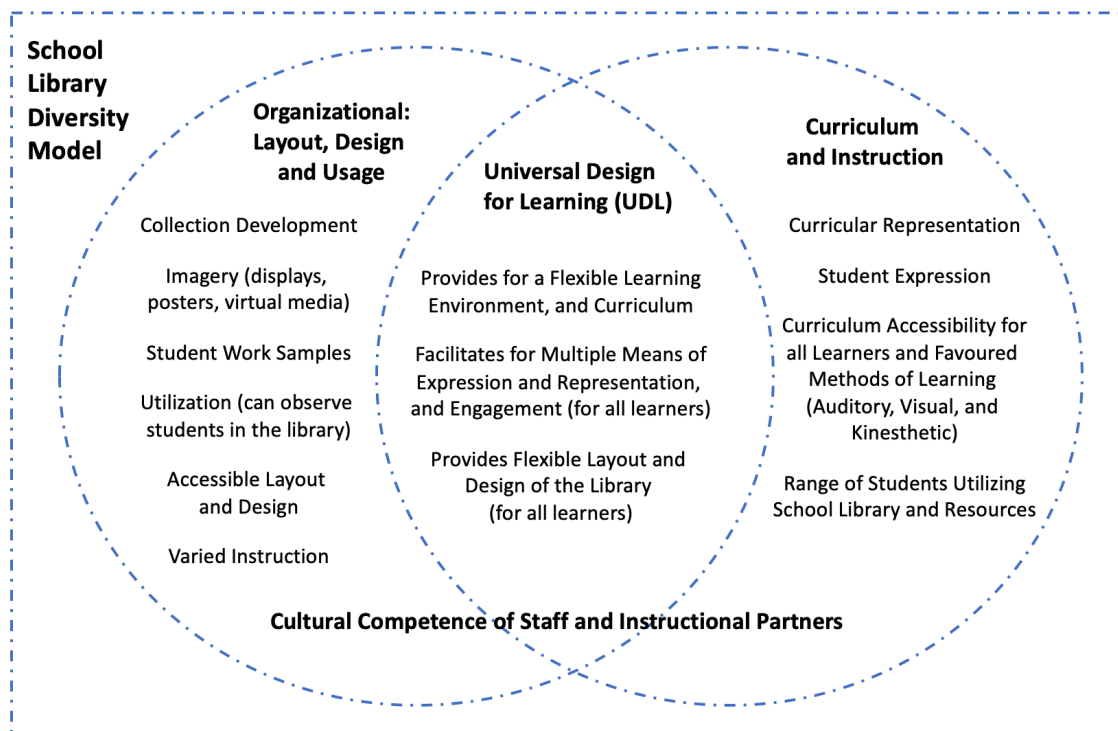 School
Library
Diversity
Model
Organizational:
Layout, Design
and Usage
Collection Development
Imagery (displays,
posters, virtual media)
Student Work Samples
Utilization (can observe
students in the library)
Accessible Layout
and Design
Varied Instruction
Universal Design
for Learning (UDL)
Provides for a Flexible Learning
Environment, and Curriculum
Facilitates for Multiple Means of
Expression and Representation,
and Engagement (for all learners)
Provides Flexible Layout and
Design of the Library
(for all learners)
Curriculum
and Instruction
Curricular Representation
Student Expression
Curriculum Accessibility for
all Learners and Favoured
Methods of Learning
(Auditory, Visual, and
Kinesthetic)
Range of Students Utilizing
School Library and Resources
Cultural Competence of Staff and Instructional Partners